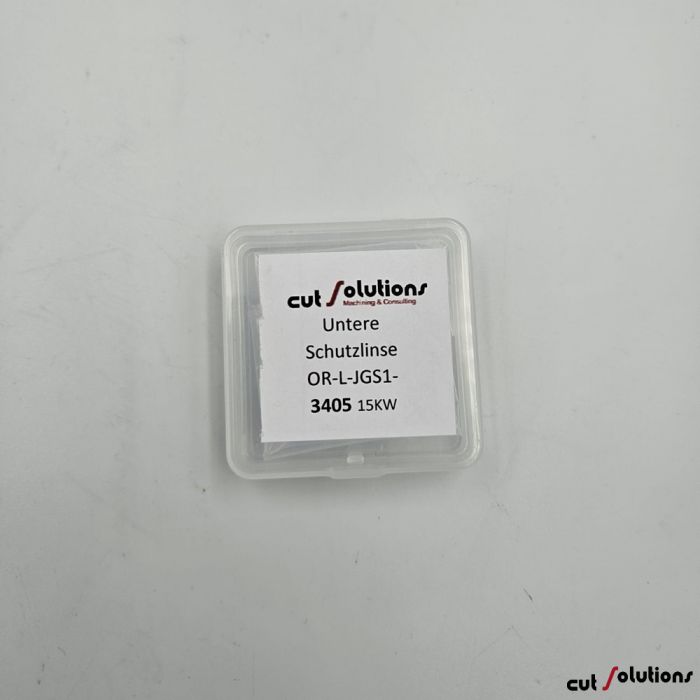 cut Solutions
Machining & Consulting
Untere
Schutzlinse
OR-L-JGS1-
3405 15KW
cut Solutions